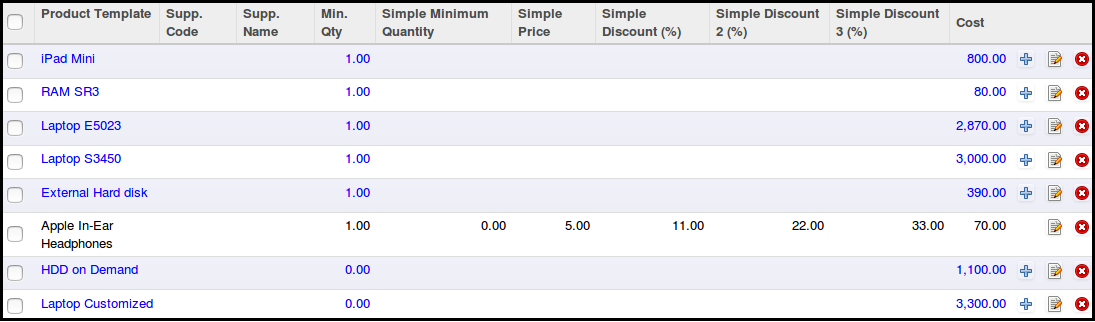 Product Template Supp. Code Supp. Name Min. Qty Simple Minimum Quantity Simple Price Simple Discount (%) Simple Discount 2 (%) Simple Discount 3 (%) Cost
iPad Mini 1.00 800.00
RAM SR3 1.00 80.00
Laptop E5023 1.00 2,870.00
Laptop S3450 1.00 3,000.00
External Hard disk 1.00 390.00
Apple In-Ear Headphones 1.00 0.00 5.00 11.00 22.00 33.00 70.00
HDD on Demand 0.00 1,100.00
Laptop Customized 0.00 3,300.00